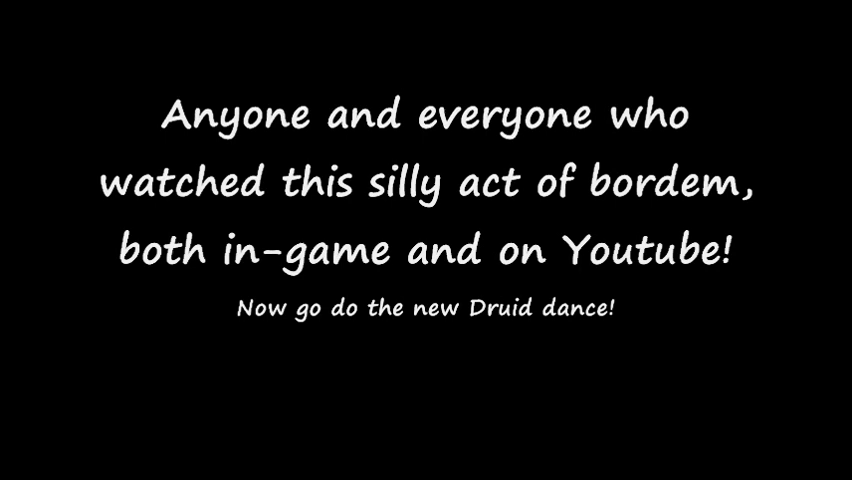 Anyone and everyone who
watched this silly act of bordem,
both in-game and on Youtube!
Now go do the new Druid dance!